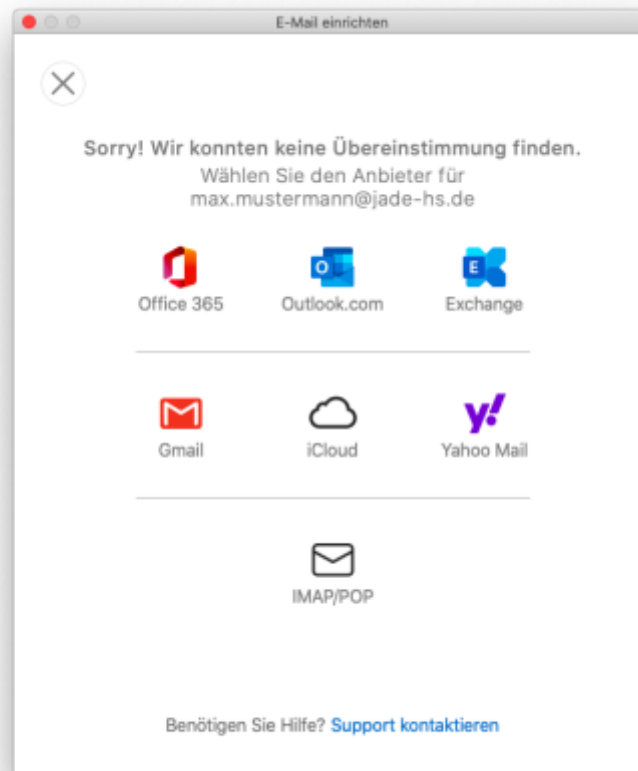 E-Mail einrichten
Sorry! Wir konnten keine Übereinstimmung finden.
Wählen Sie den Anbieter für
max.mustermann@jade-hs.de
Office 365
Outlook.com
Exchange
Gmail
iCloud
Yahoo Mail
IMAP/POP
Benötigen Sie Hilfe? Support kontaktieren